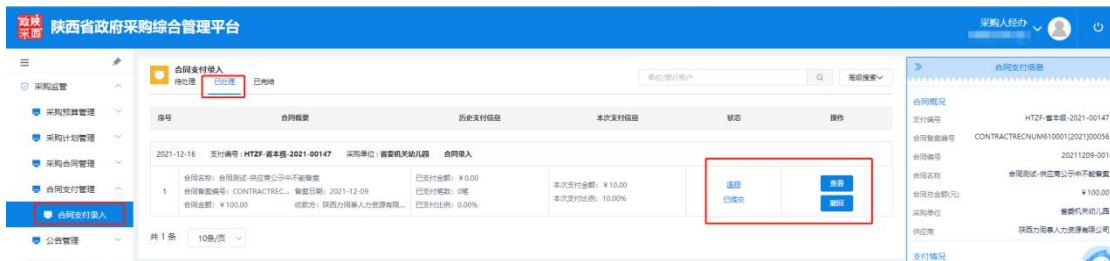 政陕
采西
陕西省政府采购综合管理平台
采购人经办
采购监管
采购预算管理
采购计划管理
采购合同管理
合同支付管理
合同支付录入
公告管理
合同支付录入
待处理 已处理 已完结
单位/银行账户
高级搜索
序号 合同概要 历史支付信息 本次支付信息 状态 操作
2021-12-16 支付编号：HTZF-省本级-2021-00147 采购单位：省委机关幼儿园 合同录入
1
合同名称：合同测试-供应商公示中不能备案
合同备案编号：CONTRACTREC... 备案日期：2021-12-09
合同金额：￥100.00 收款方：陕西力同泰人力资源有限...
已支付金额：￥0.00
已支付笔数：0笔
已支付比例：0.00%
本次支付金额：￥10.00
本次支付比例：10.00%
追踪
已提交
查看
撤回
共 1 条 10条/页
合同支付信息
合同概况
支付编号 HTZF-省本级-2021-00147
合同备案编号 CONTRACTRECNUM610001[2021]00056
合同编号 20211209-001
合同名称 合同测试-供应商公示中不能备案
合同总金额(元) ￥100.00
采购单位 省委机关幼儿园
供应商 陕西力同泰人力资源有限公司
支付情况